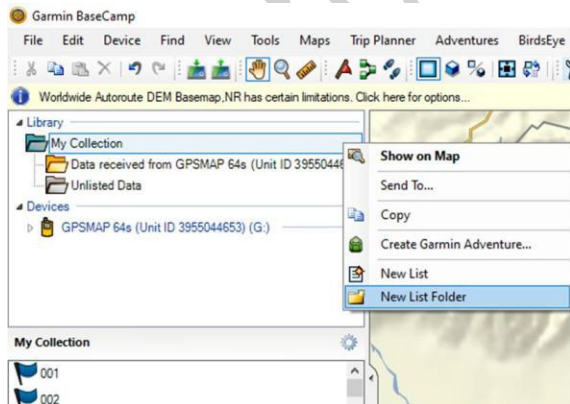 Garmin BaseCamp
File Edit Device Find View Tools Maps Trip Planner Adventures BirdsEye
Worldwide Autoroute DEM Basemap,NR has certain limitations. Click here for options...
Library
My Collection
Data received from GPSMAP 64s (Unit ID 3955044
Unlisted Data
Devices
GPSMAP 64s (Unit ID 3955044653) (G:)
Show on Map
Send To...
Copy
Create Garmin Adventure...
New List
New List Folder
My Collection
001
002